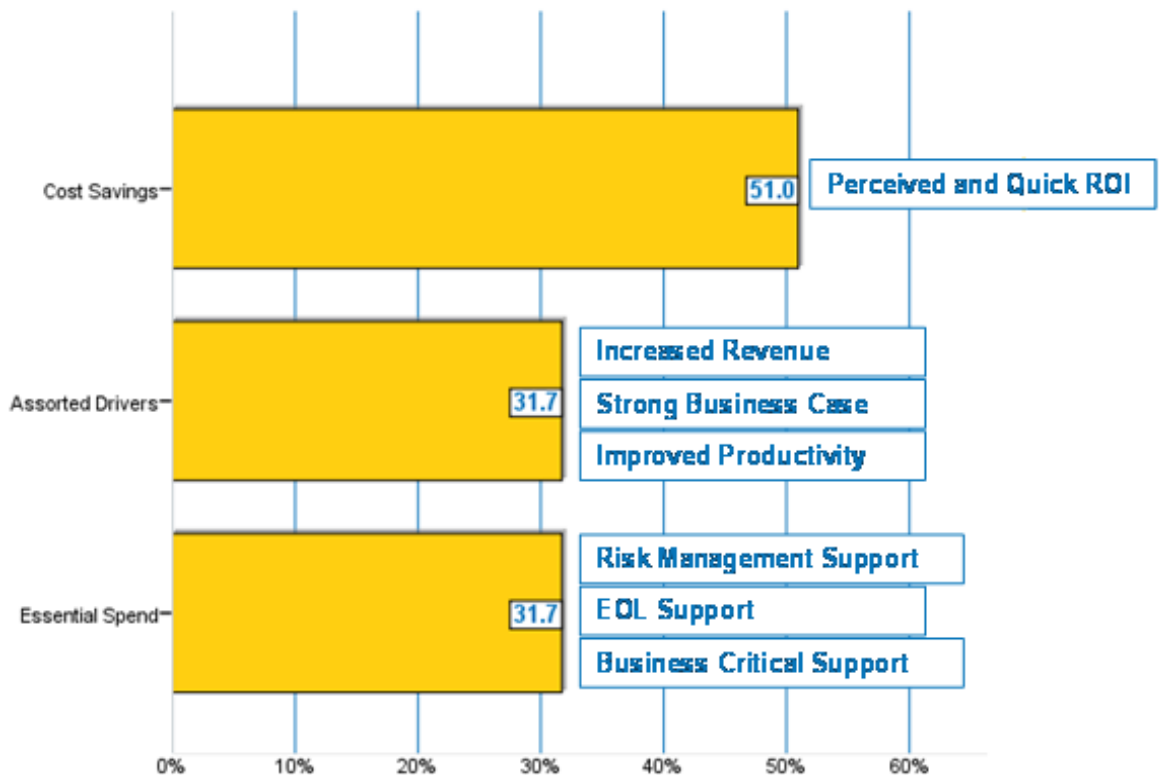 Cost Savings
51.0
Perceived and Quick ROI
Assorted Drivers
31.7
Increased Revenue
Strong Business Case
Improved Productivity
Essential Spend
31.7
Risk Management Support
EOL Support
Business Critical Support
0% 10% 20% 30% 40% 50% 60%